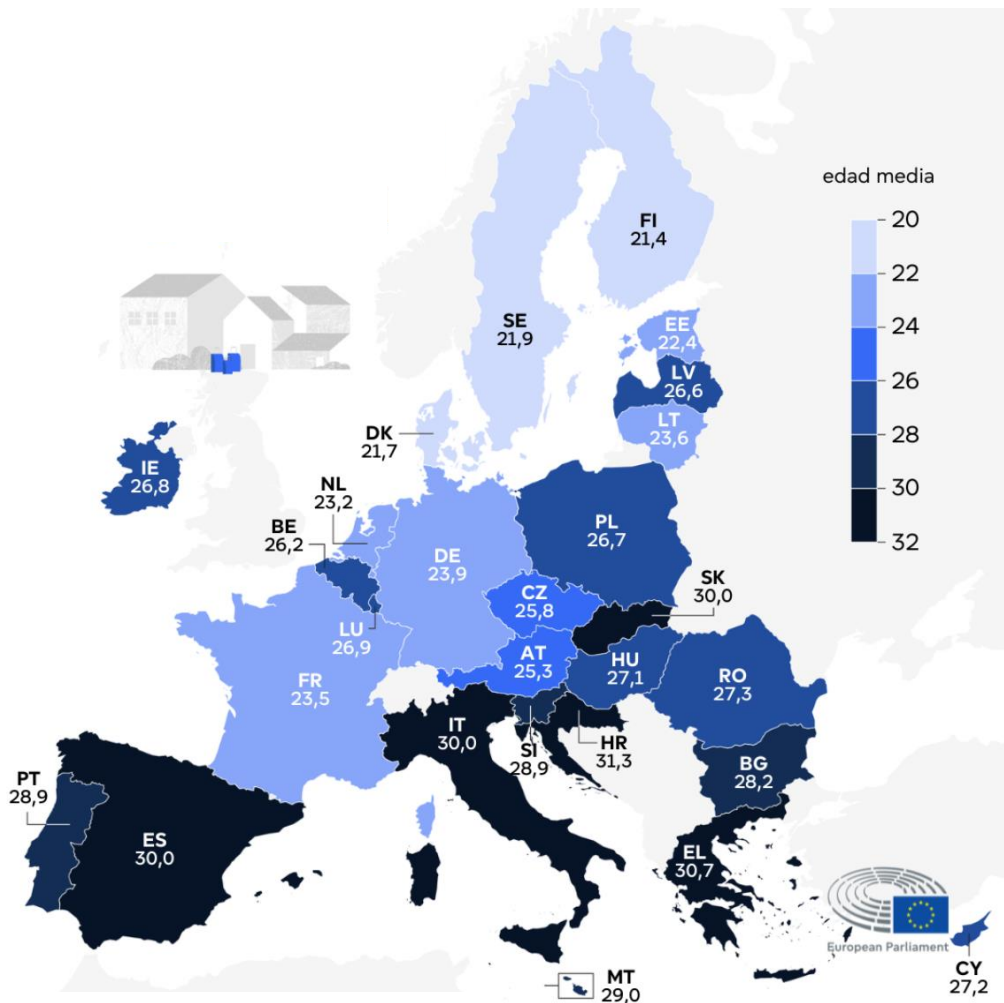 edad media
20
22
24
26
28
30
32
FI
21,4
SE
21,9
EE
22,4
LV
26,6
LT
23,6
DK
21,7
IE
26,8
NL
23,2
BE
26,2
DE
23,9
PL
26,7
SK
30,0
CZ
25,8
LU
26,9
AT
25,3
HU
27,1
RO
27,3
FR
23,5
IT
30,0
SI
28,9
HR
31,3
BG
28,2
PT
28,9
ES
30,0
EL
30,7
European Parliament
MT
29,0
CY
27,2